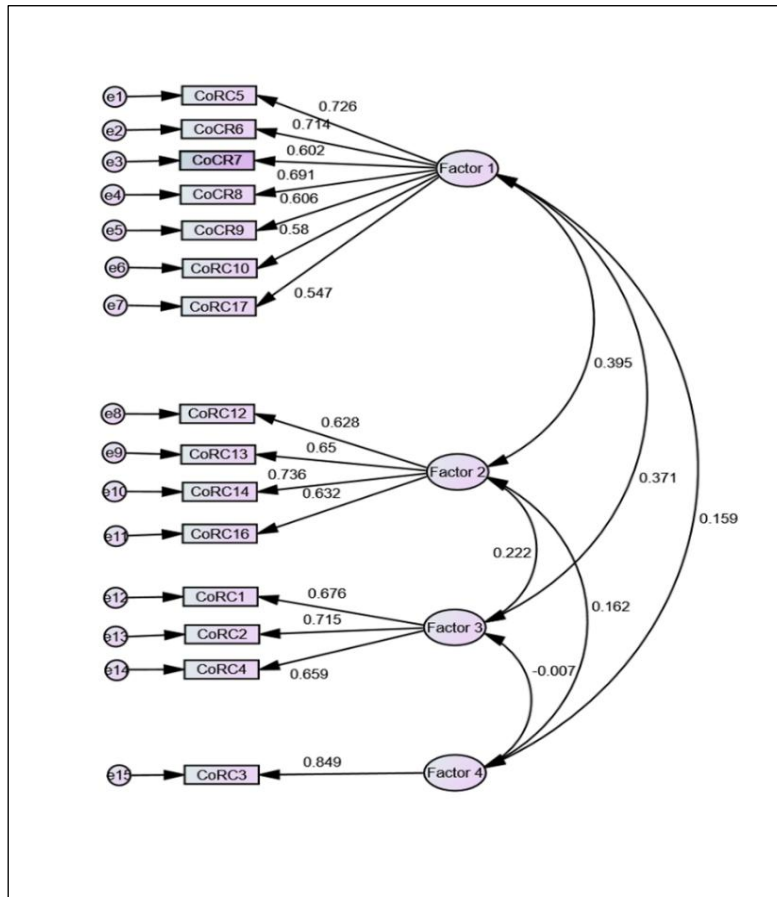 e1 CoRC5
0.726
e2 CoCR6
0.714
e3 CoCR7
0.602
Factor 1
e4 CoCR8
0.691
e5 CoCR9
0.606
0.58
e6 CoRC10
e7 CoRC17
0.547
0.395
e8 CoRC12
0.628
e9 CoRC13
0.65
Factor 2
e10 CoRC14
0.736
0.632
0.371
e11 CoRC16
0.159
0.222
e12 CoRC1
0.676
0.162
e13 CoRC2
0.715
Factor 3
e14 CoRC4
0.659
-0.007
e15 CoRC3
0.849
Factor 4